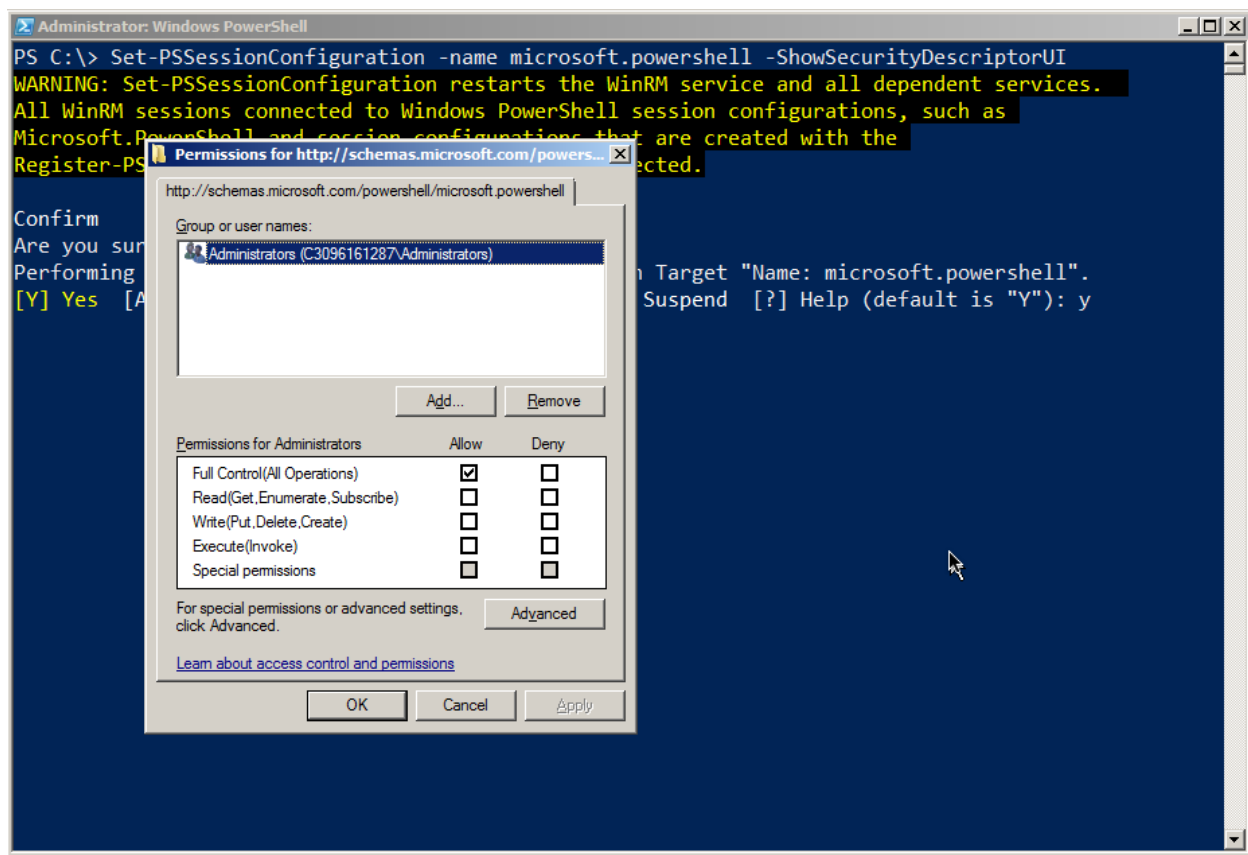 Administrator: Windows PowerShell
PS C:\> Set-PSSessionConfiguration -name microsoft.powershell -ShowSecurityDescriptorUI
WARNING: Set-PSSessionConfiguration restarts the WinRM service and all dependent services.
All WinRM sessions connected to Windows PowerShell session configurations, such as
Microsoft.PowerShell and session configurations that are created with the
Register-PS ected.
Confirm
Are you sur
Performing n Target "Name: microsoft.powershell".
[Y] Yes [A Suspend [?] Help (default is "Y"): y
Permissions for http://schemas.microsoft.com/powers...
http://schemas.microsoft.com/powershell/microsoft.powershell
Group or user names:
Administrators (C3096161287\Administrators)
Add... Remove
Permissions for Administrators Allow Deny
Full Control(All Operations)
Read(Get,Enumerate,Subscribe)
Write(Put,Delete,Create)
Execute(Invoke)
Special permissions
For special permissions or advanced settings,
click Advanced.
Advanced
Learn about access control and permissions
OK Cancel Apply